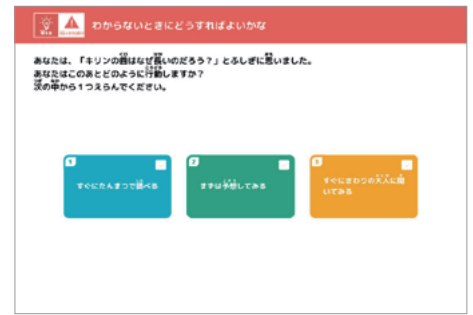 わからないときにどうすればよいかな
あなたは、「キリンの首はなぜ長いのだろう？」とふしぎに思いました。
あなたはこのあとどのように行動しますか？
次の中から１つえらんでください。
1
すぐにたんまつで調べる
2
まずは予想してみる
3
すぐにまわりの大人に聞
いてみる